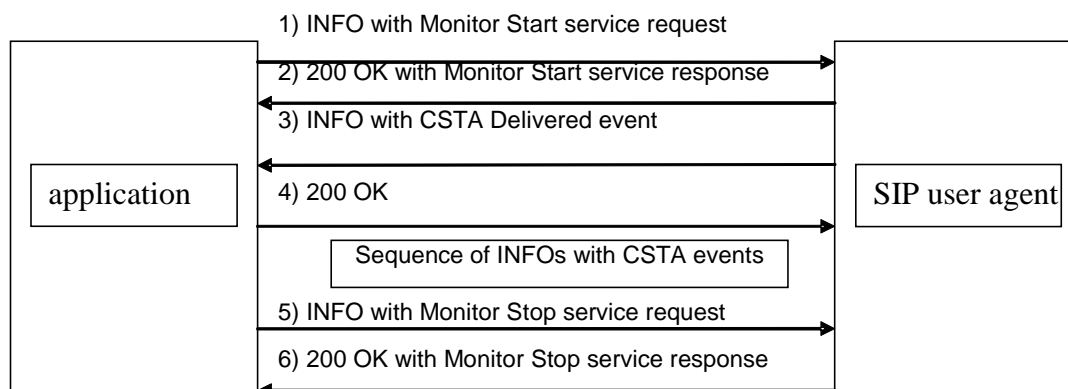 1) INFO with Monitor Start service request
2) 200 OK with Monitor Start service response
3) INFO with CSTA Delivered event
application
4) 200 OK
SIP user agent
Sequence of INFOs with CSTA events
5) INFO with Monitor Stop service request
6) 200 OK with Monitor Stop service response